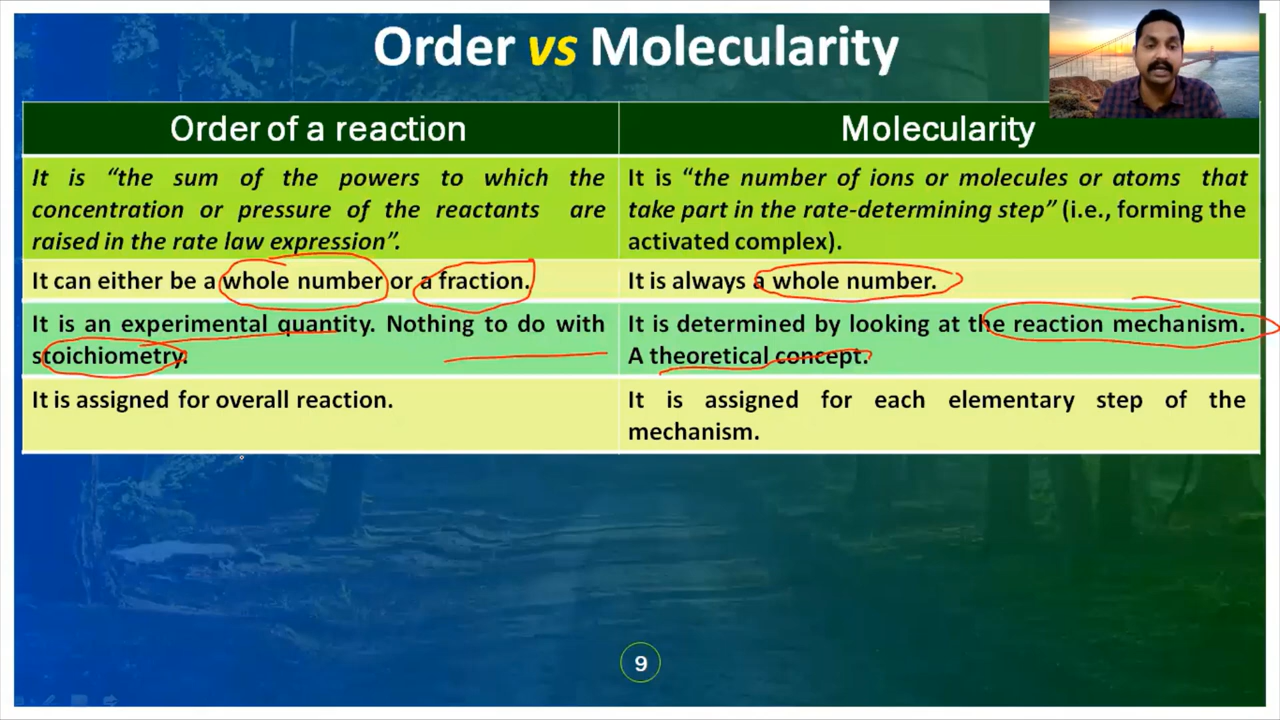 Order vs Molecularity
Order of a reaction
Molecularity
It is “the sum of the powers to which the
concentration or pressure of the reactants are
raised in the rate law expression”.
It is “the number of ions or molecules or atoms that
take part in the rate-determining step” (i.e., forming the
activated complex).
It can either be a whole number or a fraction.
It is always a whole number.
It is an experimental quantity. Nothing to do with
stoichiometry.
It is determined by looking at the reaction mechanism.
A theoretical concept.
It is assigned for overall reaction.
It is assigned for each elementary step of the
mechanism.
9